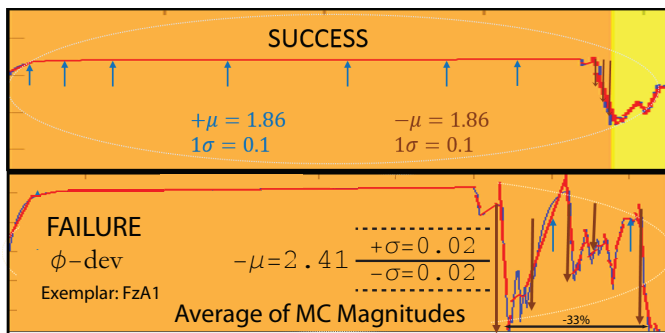 SUCCESS
+μ = 1.86 −μ = 1.86
1σ = 0.1 1σ = 0.1
FAILURE
ϕ−dev
−μ=2.41 +σ=0.02
−σ=0.02
Exemplar: FzA1
Average of MC Magnitudes
-33%